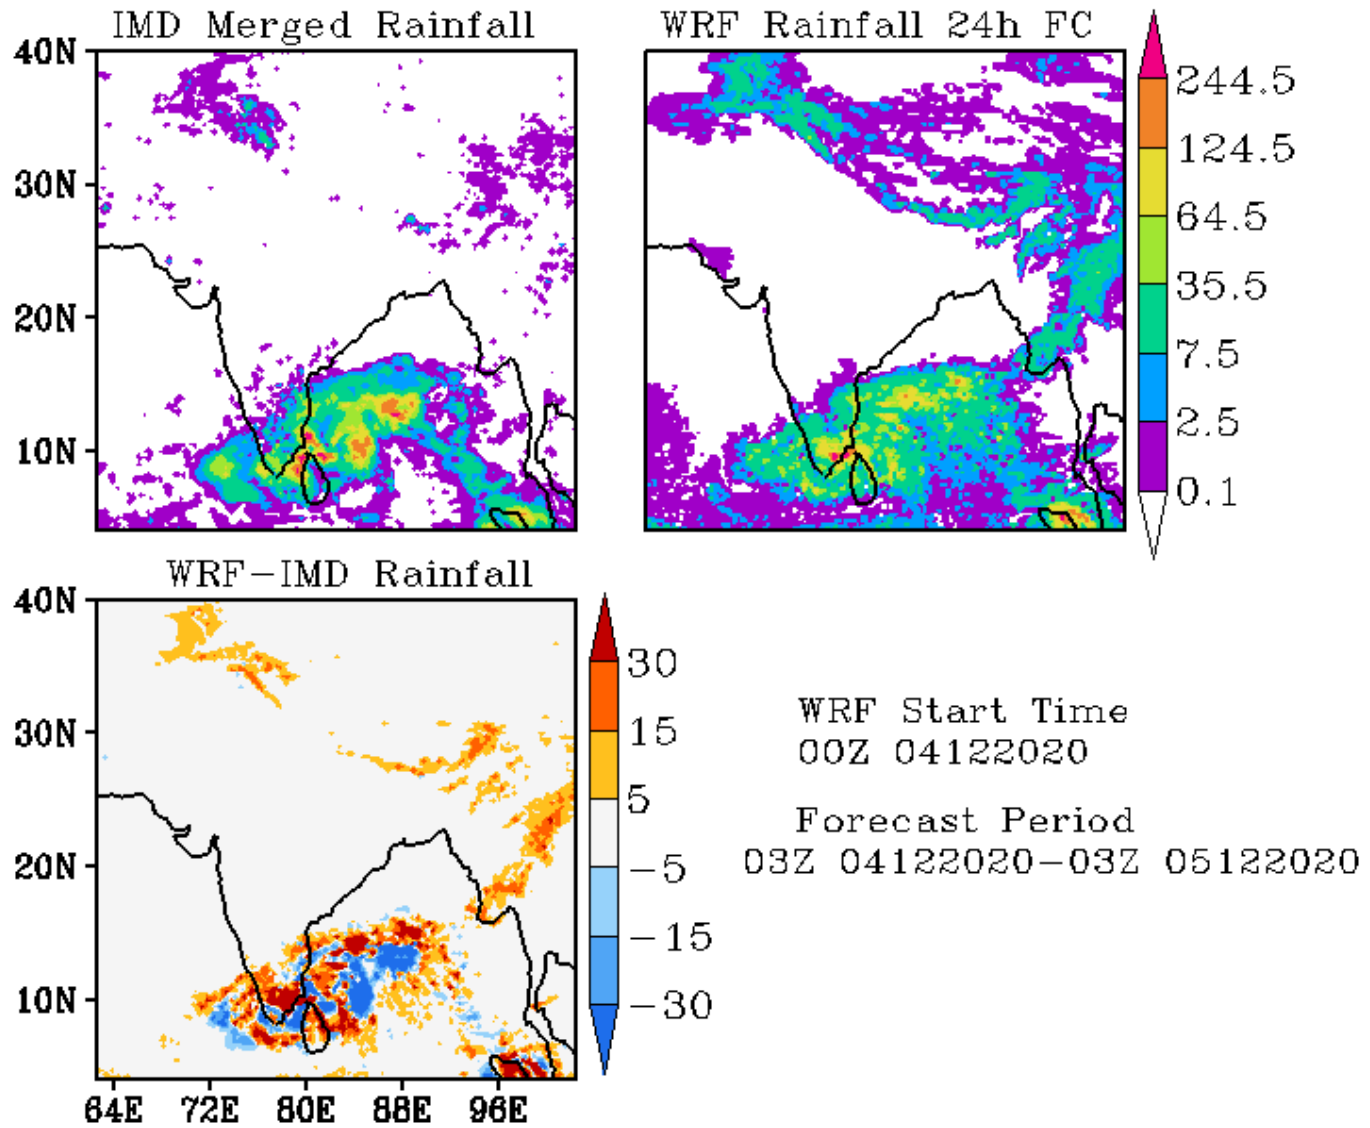 IMD Merged Rainfall
WRF Rainfall 24h FC
40N
30N
20N
10N
244.5
124.5
64.5
35.5
7.5
2.5
0.1
WRF-IMD Rainfall
40N
30N
20N
10N
64E 72E 80E 88E 96E
30
15
5
-5
-15
-30
WRF Start Time
00Z 04122020
Forecast Period
03Z 04122020-03Z 05122020